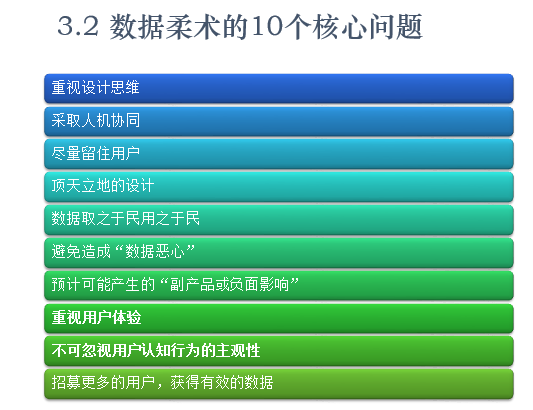 3.2 数据柔术的10个核心问题
重视设计思维
采取人机协同
尽量留住用户
顶天立地的设计
数据取之于民用之于民
避免造成“数据恶心”
预计可能产生的“副产品或负面影响”
重视用户体验
不可忽视用户认知行为的主观性
招募更多的用户，获得有效的数据